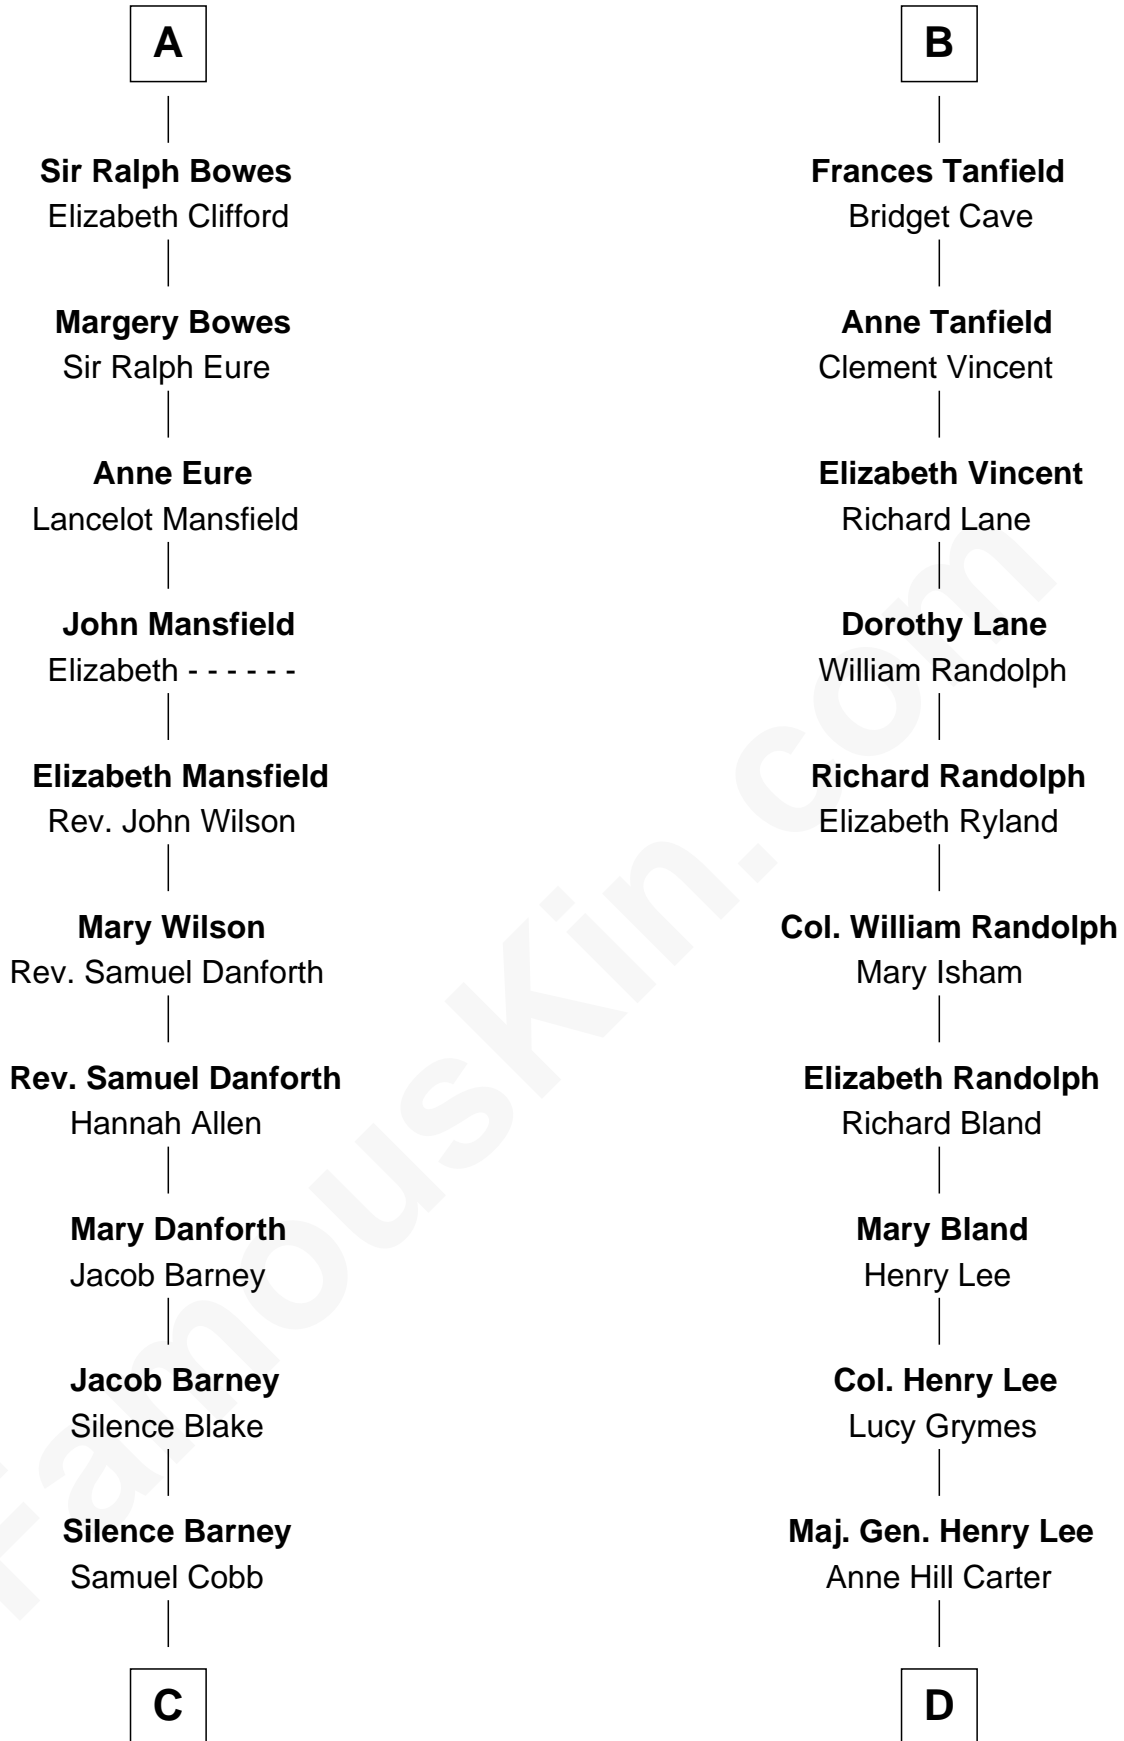 A
Sir Ralph Bowes
Elizabeth Clifford
Margery Bowes
Sir Ralph Eure
Anne Eure
Lancelot Mansfield
John Mansfield
Elizabeth - - - - - -
Elizabeth Mansfield
Rev. John Wilson
Mary Wilson
Rev. Samuel Danforth
Rev. Samuel Danforth
Hannah Allen
Mary Danforth
Jacob Barney
Jacob Barney
Silence Blake
Silence Barney
Samuel Cobb
C
B
Frances Tanfield
Bridget Cave
Anne Tanfield
Clement Vincent
Elizabeth Vincent
Richard Lane
Dorothy Lane
William Randolph
Richard Randolph
Elizabeth Ryland
Col. William Randolph
Mary Isham
Elizabeth Randolph
Richard Bland
Mary Bland
Henry Lee
Col. Henry Lee
Lucy Grymes
Maj. Gen. Henry Lee
Anne Hill Carter
D
FamousKin.com